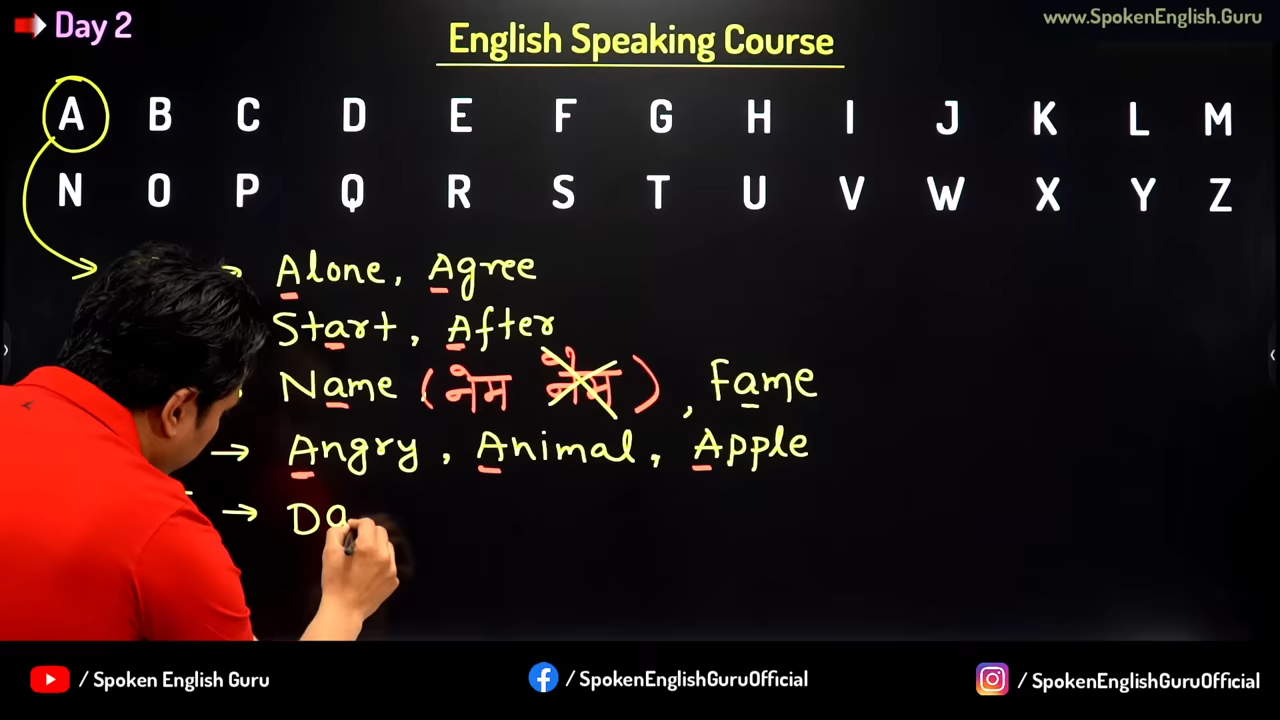 Day 2
www.SpokenEnglish.Guru
English Speaking Course
A B C D E F G H I J K L M
N O P Q R S T U V W X Y Z
→ Alone, Agree
Start, After
Name (नेम नैम), Fame
→ Angry, Animal, Apple
→ Da
/ Spoken English Guru
/ SpokenEnglishGuruOfficial
/ SpokenEnglishGuruOfficial